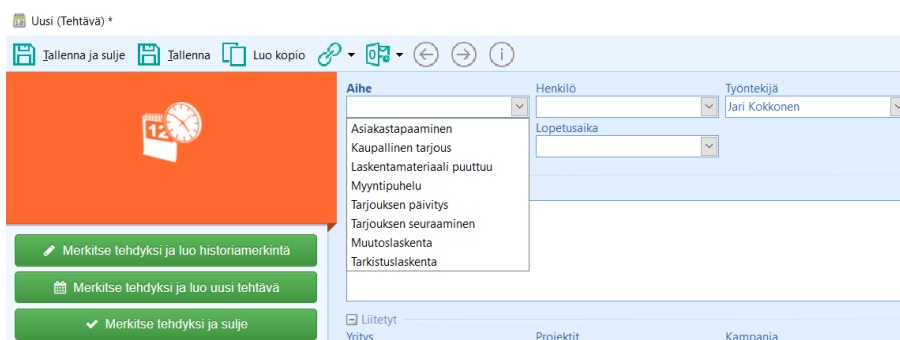 Uusi (Tehtävä) *
Tallenna ja sulje Tallenna Luo kopio
12
Aihe Henkilö Työntekijä
Jari Kokkonen
Lopetusaika
Asiakastapaaminen
Kaupallinen tarjous
Laskentamateriaali puuttuu
Myyntipuhelu
Tarjouksen päivitys
Tarjouksen seuraaminen
Muutoslaskenta
Tarkistuslaskenta
Merkitse tehdyksi ja luo historiamerkintä
Merkitse tehdyksi ja luo uusi tehtävä
Merkitse tehdyksi ja sulje
Liitetyt
Yritys Projektit Kampanja